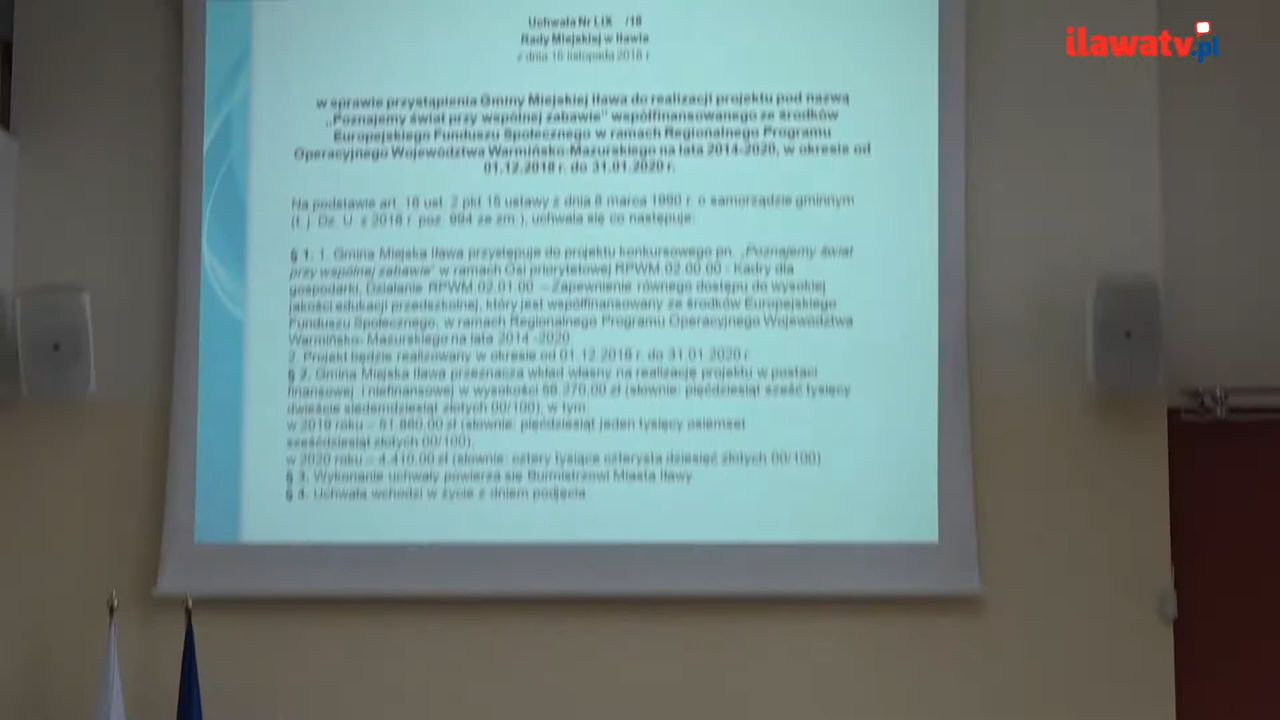 ilawatv.pl
Uchwała Nr LIX /18
Rady Miejskiej w Iławie
z dnia 16 listopada 2018 r
w sprawie przystąpienia Gminy Miejskiej Iława do realizacji projektu pod nazwą
„Poznajemy świat przy wspólnej zabawie" współfinansowanego ze środków
Europejskiego Funduszu Społecznego w ramach Regionalnego Programu
Operacyjnego Województwa Warmińsko-Mazurskiego na lata 2014-2020, w okresie od
01.12.2018 r. do 31.01.2020 r.
Na podstawie art. 18 ust. 2 pkt 15 ustawy z dnia 8 marca 1990 r. o samorządzie gminnym
(t.j. Dz. U. z 2018 r. poz. 994 ze zm.), uchwala się co następuje:
§ 1. 1. Gmina Miejska Iława przystępuje do projektu konkursowego pn. „Poznajemy świat
przy wspólnej zabawie" w ramach Osi priorytetowej RPWM.02.00.00 - Kadry dla
gospodarki, Działanie RPWM.02.01.00 – Zapewnienie równego dostępu do wysokiej
jakości edukacji przedszkolnej, który jest współfinansowany ze środków Europejskiego
Funduszu Społecznego, w ramach Regionalnego Programu Operacyjnego Województwa
Warmińsko- Mazurskiego na lata 2014 -2020
2. Projekt będzie realizowany w okresie od 01.12.2018 r. do 31.01.2020 r
§ 2. Gmina Miejska Iława przeznacza wkład własny na realizację projektu w postaci
finansowej i niefinansowej w wysokości 56.270,00 zł (słownie: pięćdziesiąt sześć tysięcy
dwieście siedemdziesiąt złotych 00/100), w tym:
w 2019 roku – 51.860,00 zł (słownie: pięćdziesiąt jeden tysięcy osiemset
sześćdziesiąt złotych 00/100),
w 2020 roku – 4.410,00 zł (słownie: cztery tysiące czterysta dziesięć złotych 00/100)
§ 3. Wykonanie uchwały powierza się Burmistrzowi Miasta Iławy
§ 4. Uchwała wchodzi w życie z dniem podjęcia